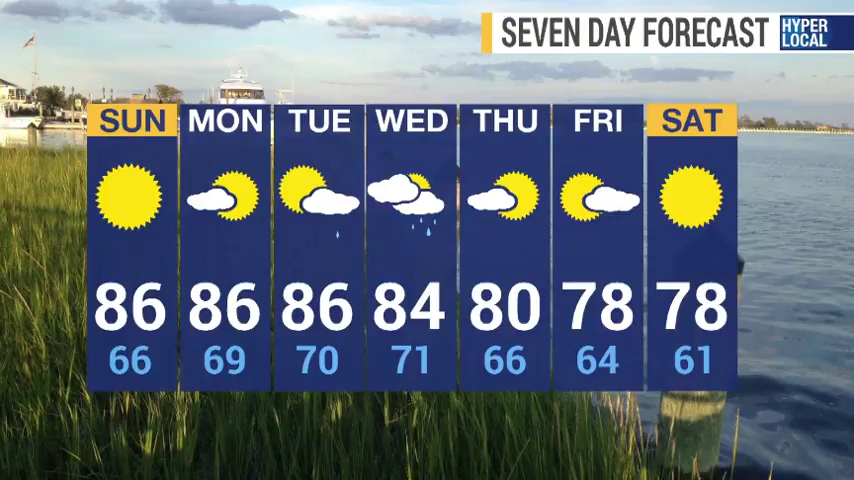 SEVEN DAY FORECAST
HYPER
LOCAL
SUN MON TUE WED THU FRI SAT
86 86 86 84 80 78 78
66 69 70 71 66 64 61